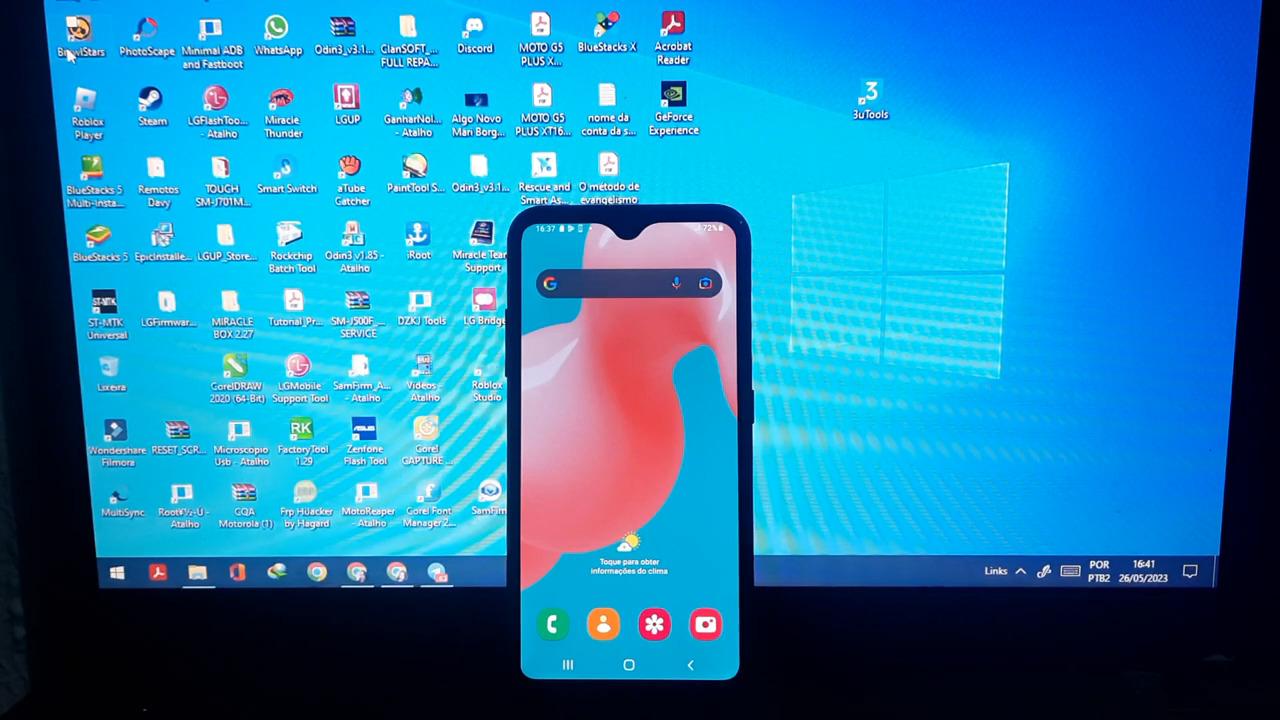 BrawlStars
PhotoScape
Minimal ADB
and Fastboot
WhatsApp
Odin3_v3.1...
ClanSOFT_...
FULL REPA...
Discord
MOTO G5
PLUS X...
BlueStacks X
Acrobat
Reader
Roblox
Player
Steam
LGFlashToo...
- Atalho
Miracle
Thunder
LGUP
GanharNol...
- Atalho
Algo Novo
Mari Borg...
MOTO G5
PLUS XT16...
nome da
conta da s...
GeForce
Experience
3
3uTools
BlueStacks 5
Multi-Insta...
Remotos
Davy
TOUGH
SM-J701M...
Smart Switch
aTube
Catcher
PaintTool S...
Odin3_v3.1...
Rescue and
Smart As...
O método de
evangelismo
BlueStacks 5
EpicInstalle...
LGUP_Store...
Rockchip
Batch Tool
Odin3 v1.85 -
Atalho
iRoot
Miracle Team
Support
ST-MTK
ST-MTK
Universal
LGFirmwar...
MIRACLE
BOX 2.27
Tutorial_Pr...
SM-J500F_...
SERVICE
DZKJ Tools
LG Bridge
Lixeira
CorelDRAW
2020 (64-Bit)
LGMobile
Support Tool
SamFirm_A...
- Atalho
Videos -
Atalho
Roblox
Studio
Wondershare
Filmora
RESET_SCR...
Microscopio
Usb - Atalho
RK
FactoryTool
1.29
ASUS
Zenfone
Flash Tool
Corel
CAPTURE ...
MultiSync
Atalho
CQA
Motorola (1)
Frp Hijacker
by Hagard
MotoReaper
- Atalho
Corel Font
Manager 2...
SamFirm
16:37
72%
G
Toque para obter
informações do clima
Links
POR
PTB2
16:41
26/05/2023